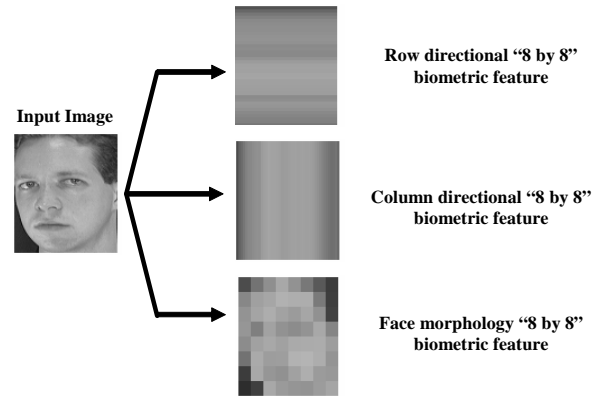 Input Image
Row directional “8 by 8”
biometric feature
Column directional “8 by 8”
biometric feature
Face morphology “8 by 8”
biometric feature